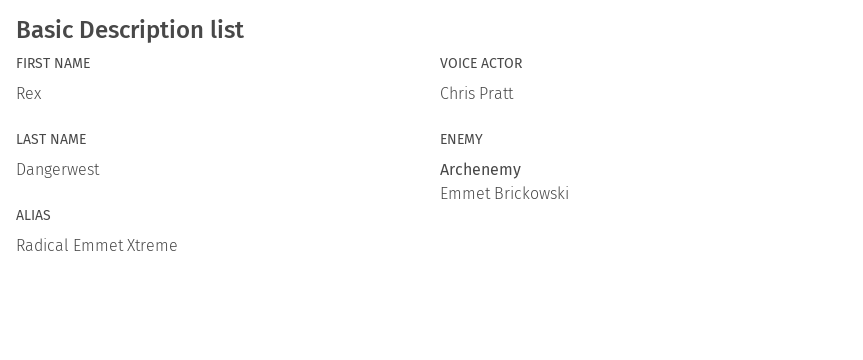 Basic Description list
FIRST NAME
Rex
LAST NAME
Dangerwest
ALIAS
Radical Emmet Xtreme
VOICE ACTOR
Chris Pratt
ENEMY
Archenemy
Emmet Brickowski